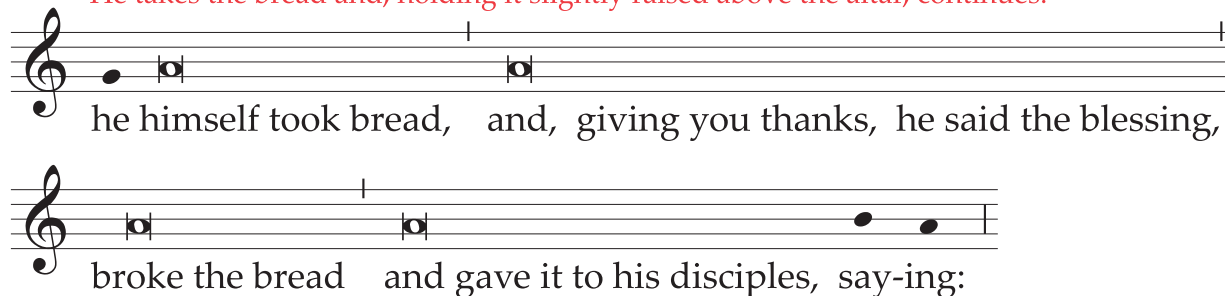 He takes the bread and, holding it slightly raised above the altar, continues:
he himself took bread, and, giving you thanks, he said the blessing,
broke the bread and gave it to his disciples, say-ing: